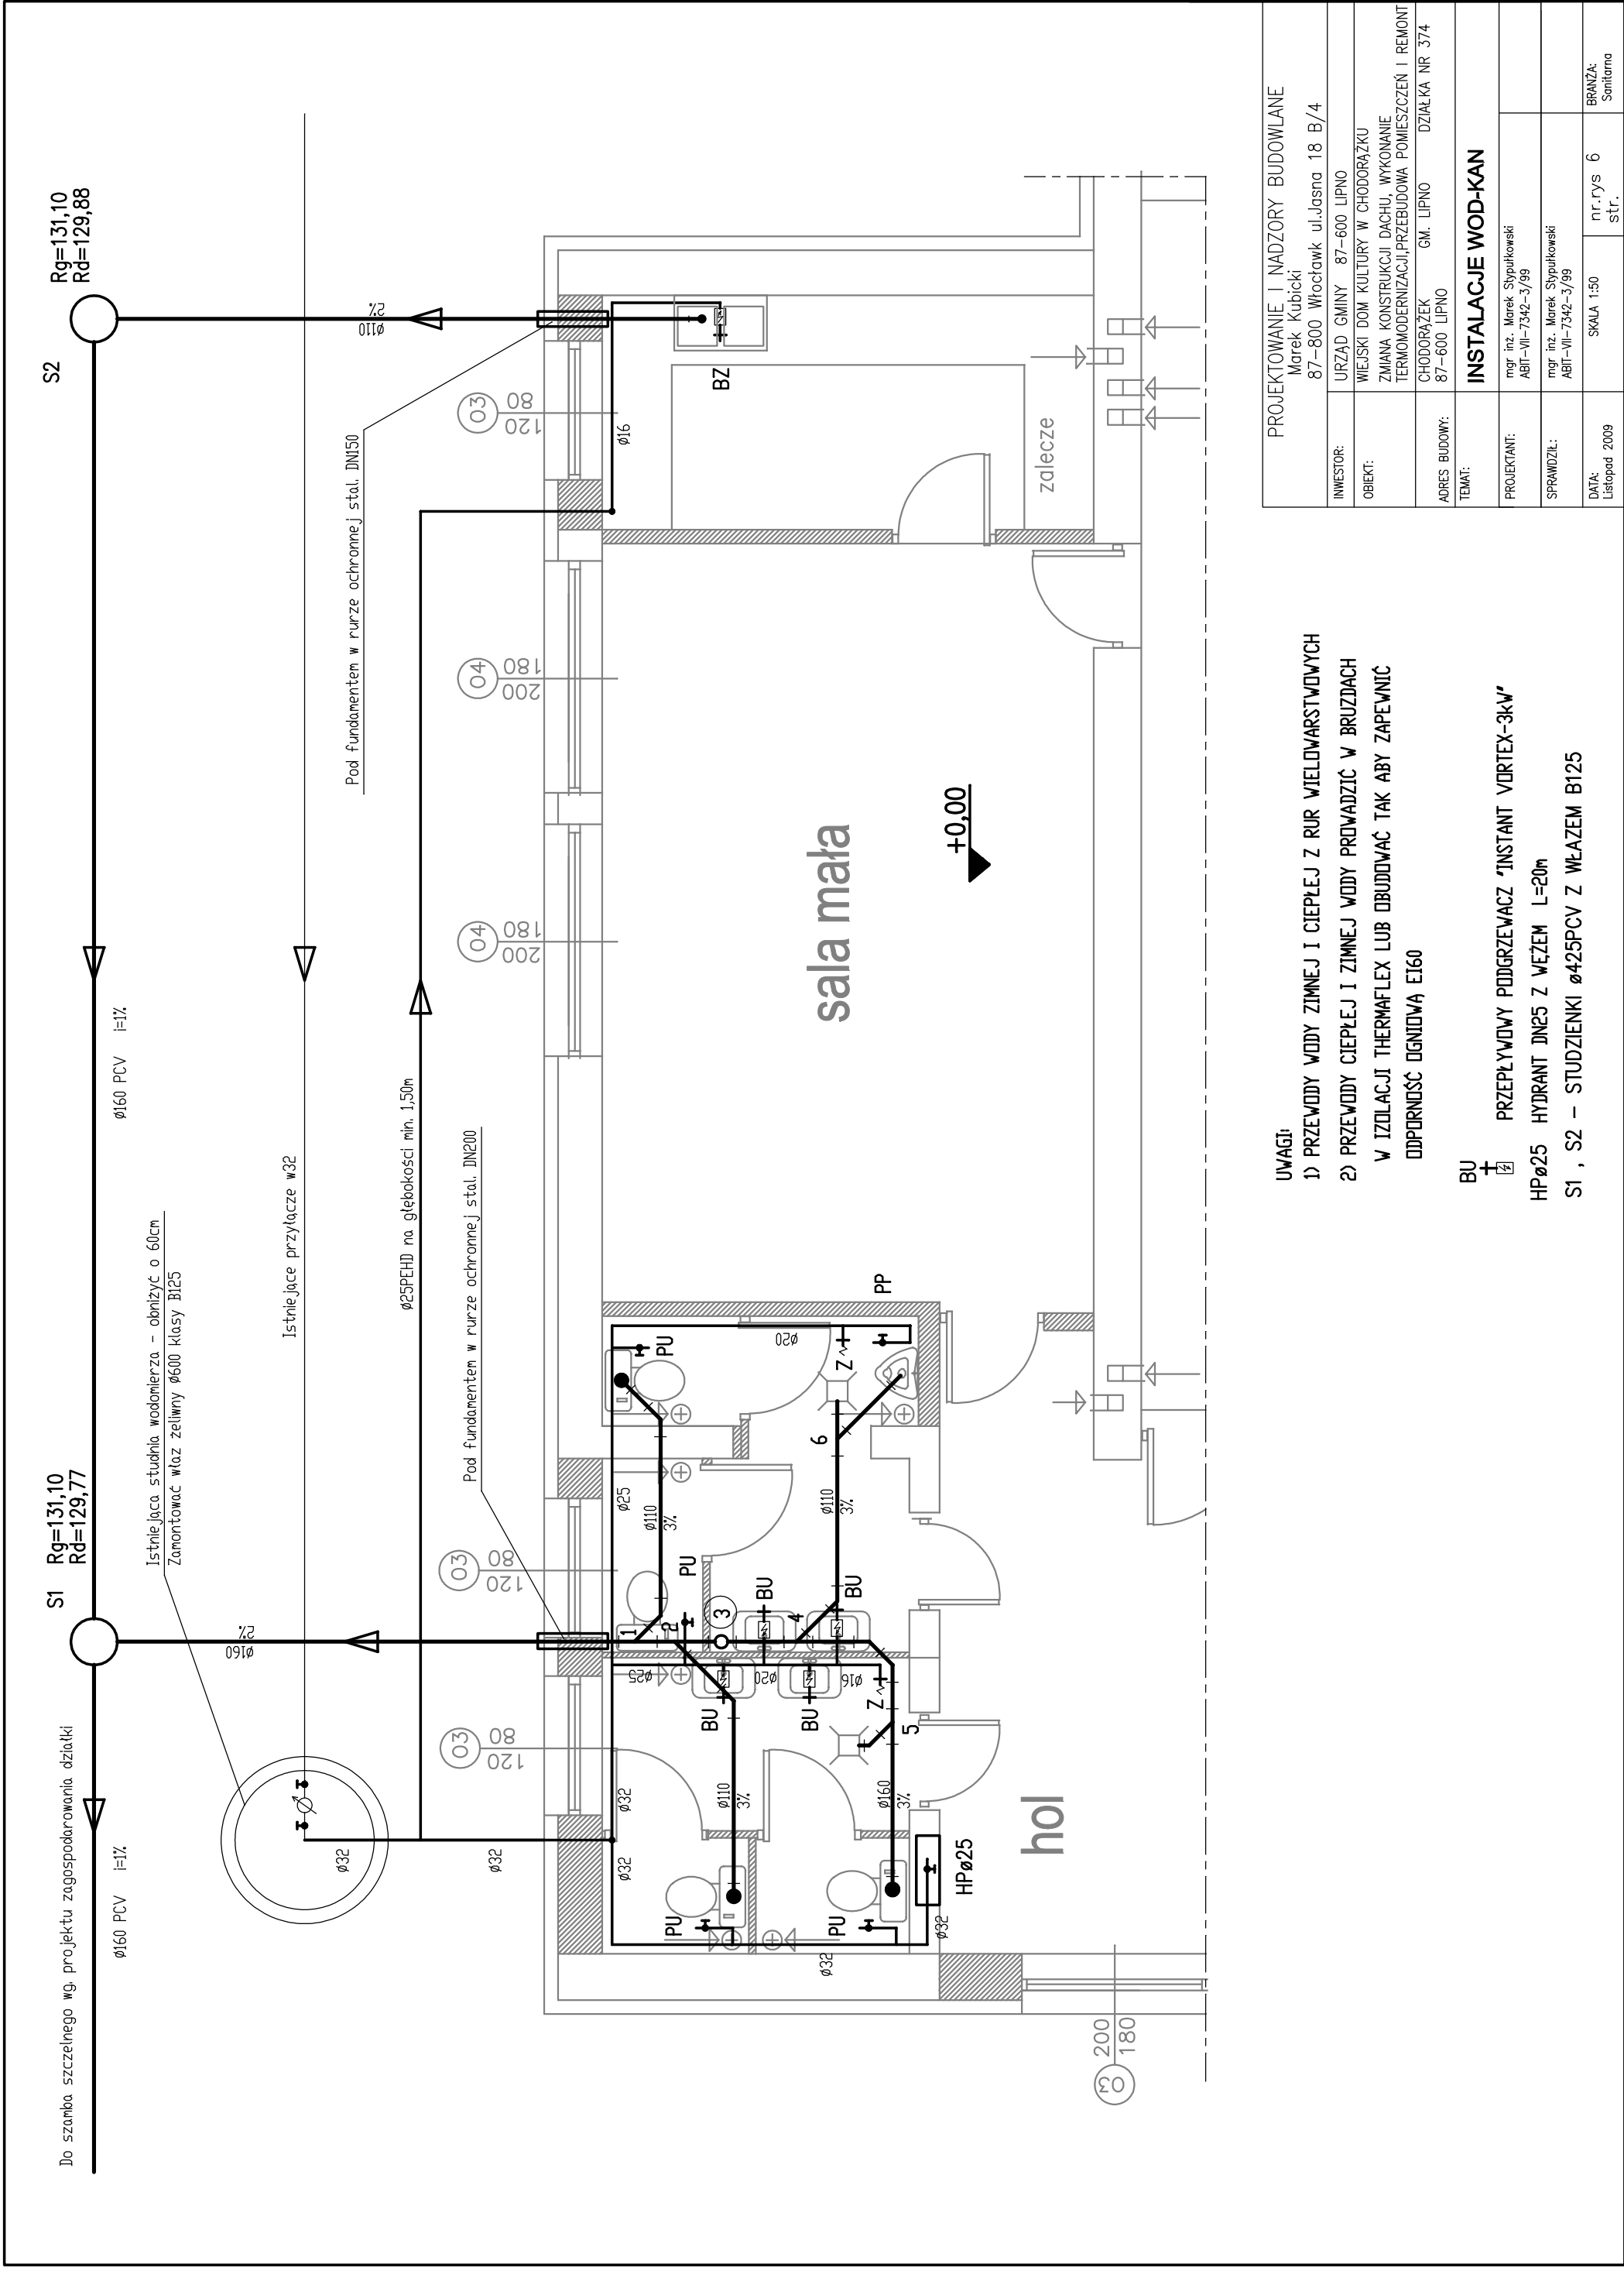 Do szamba szczelnego wg. projektu zagospodarowania działki
ø160 PCV i=1%
S1
Rg=131,10
Rd=129,77
ø160 PCV i=1%
S2
Rg=131,10
Rd=129,88
Istniejąca studnia wodomierza - obniżyć o 60cm
Zamontować właz żeliwny Ø600 klasy B125
Istniejące przyłącze w32
ø160
2%
ø110
2%
Pod fundamentem w rurze ochronnej stal. DN150
ø25PEHD na głębokości min. 1,50m
Pod fundamentem w rurze ochronnej stal. DN200
ø32
ø32
03
120
80
03
120
80
04
200
180
04
200
180
03
120
80
ø32
ø32
ø25
ø25
ø16
1
2
3
4
5
6
PU
PU
PU
PU
BU
BU
BU
BU
BZ
ø110
3%
ø110
3%
ø110
3%
ø160
3%
ø20
ø20
ø16
Z
Z
PP
HPø25
ø32
ø32
hol
sala mała
+0,00
zalecze
03
200
180
UWAGI:
1) PRZEWODY WODY ZIMNEJ I CIEPŁEJ Z RUR WIELOWARSTWOWYCH
2) PRZEWODY CIEPŁEJ I ZIMNEJ WODY PROWADZIĆ W BRUZDACH
W IZOLACJI THERMAFLEX LUB OBUDOWAĆ TAK ABY ZAPEWNIĆ
ODPORNOŚĆ OGNIOWĄ EI60
BU
PRZEPŁYWOWY PODGRZEWACZ "INSTANT VORTEX-3kW"
HPø25 HYDRANT DN25 Z WĘŻEM L=20m
S1 , S2 – STUDZIENKI ø425PCV Z WŁAZEM B125
PROJEKTOWANIE I NADZORY BUDOWLANE
Marek Kubicki
87-800 Włocławk ul.Jasna 18 B/4
INWESTOR: URZĄD GMINY 87-600 LIPNO
OBIEKT: WIEJSKI DOM KULTURY W CHODORĄŻKU
ZMIANA KONSTRUKCJI DACHU, WYKONANIE
TERMOMODERNIZACJI,PRZEBUDOWA POMIESZCZEŃ I REMONT
ADRES BUDOWY: CHODORĄŻEK GM. LIPNO DZIAŁKA NR 374
87-600 LIPNO
TEMAT: INSTALACJE WOD-KAN
PROJEKTANT: mgr inż. Marek Stypułkowski
ABIT-VII-7342-3/99
SPRAWDZIŁ: mgr inż. Marek Stypułkowski
ABIT-VII-7342-3/99
DATA: Listopad 2009
SKALA 1:50
nr.rys 6
str.
BRANŻA: Sanitarna